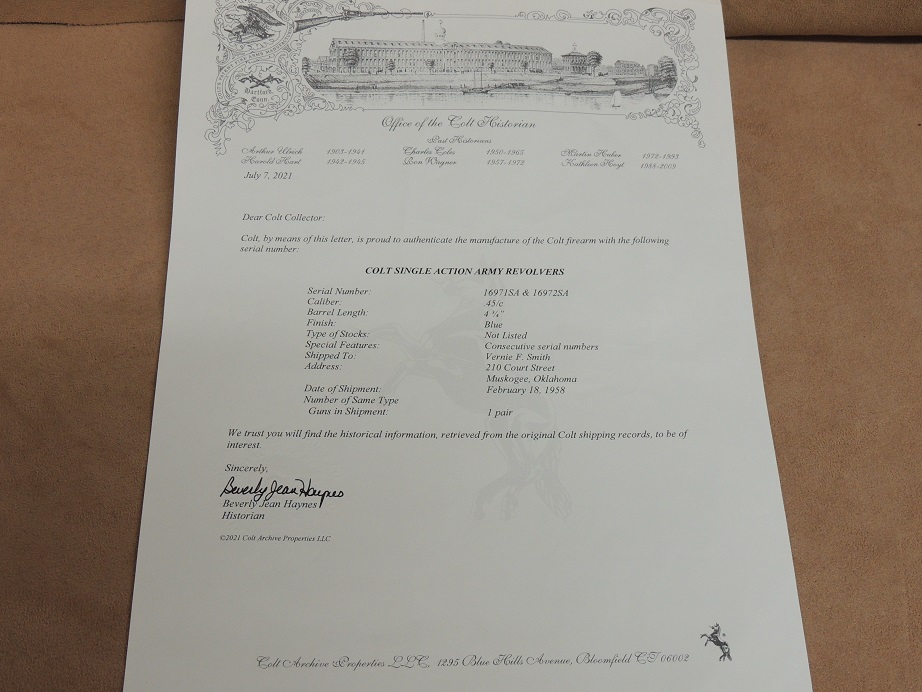 Hartford
Conn.
Office of the Colt Historian
Past Historians
Arthur Ulrich 1903-1941 Charles Coles 1950-1965 Martin Huber 1972-1993
Harold Hart 1942-1945 Ron Wagner 1957-1972 Kathleen Hoyt 1988-2009
July 7, 2021
Dear Colt Collector:
Colt, by means of this letter, is proud to authenticate the manufacture of the Colt firearm with the following
serial number:
COLT SINGLE ACTION ARMY REVOLVERS
Serial Number: 16971SA & 16972SA
Caliber: .45/c
Barrel Length: 4 ¾"
Finish: Blue
Type of Stocks: Not Listed
Special Features: Consecutive serial numbers
Shipped To: Vernie F. Smith
Address: 210 Court Street
Muskogee, Oklahoma
Date of Shipment: February 18, 1958
Number of Same Type
Guns in Shipment: 1 pair
We trust you will find the historical information, retrieved from the original Colt shipping records, to be of
interest.
Sincerely,
Beverly Jean Haynes
Beverly Jean Haynes
Historian
©2021 Colt Archive Properties LLC
Colt Archive Properties LLC, 1295 Blue Hills Avenue, Bloomfield CT 06002